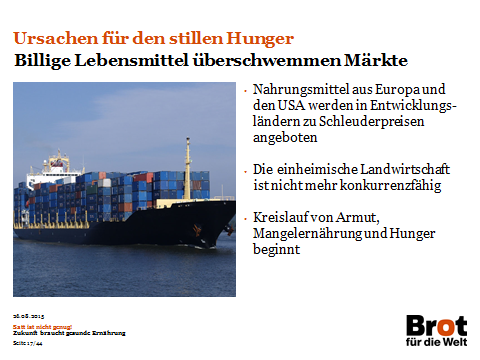 Ursachen für den stillen Hunger
Billige Lebensmittel überschwemmen Märkte
• Nahrungsmittel aus Europa und
den USA werden in Entwicklungs-
ländern zu Schleuderpreisen
angeboten
• Die einheimische Landwirtschaft
ist nicht mehr konkurrenzfähig
• Kreislauf von Armut,
Mangelernährung und Hunger
beginnt
26.08.2015
Satt ist nicht genug!
Zukunft braucht gesunde Ernährung
Seite 17/44
Brot
für die Welt